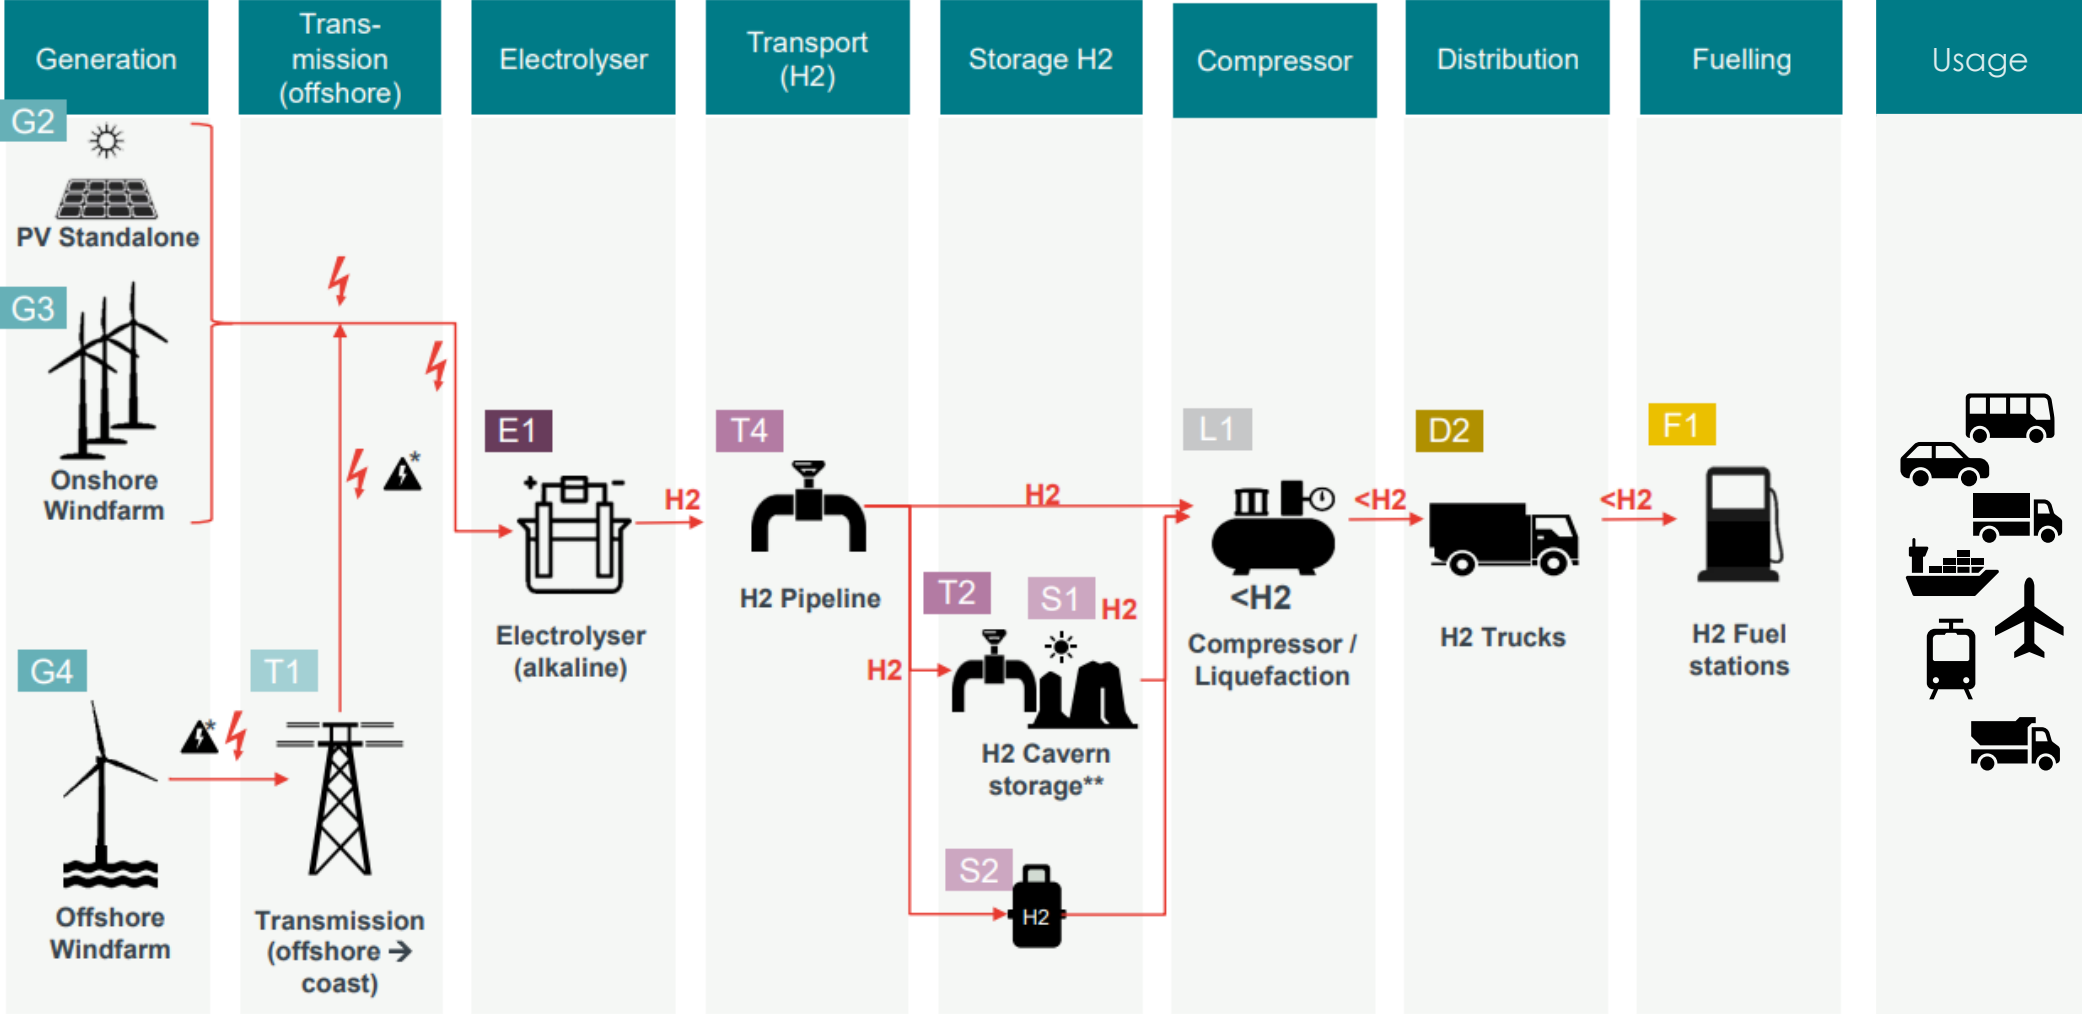 Generation
Trans-
mission
(offshore)
Electrolyser
Transport
(H2)
Storage H2
Compressor
Distribution
Fuelling
Usage
G2
PV Standalone
G3
Onshore
Windfarm
G4
*
Offshore
Windfarm
*
T1
Transmission
(offshore →
coast)
E1
Electrolyser
(alkaline)
H2
T4
H2 Pipeline
H2
H2
T2
S1
H2
H2 Cavern
storage**
S2
H2
L1
<H2
Compressor /
Liquefaction
<H2
D2
H2 Trucks
<H2
F1
H2 Fuel
stations